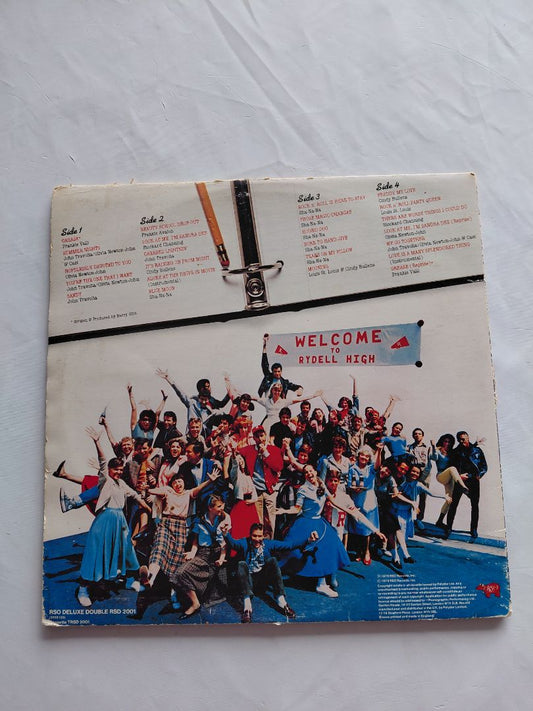 Side 1
GREASE*
Frankie Valli
SUMMER NIGHTS
John Travolta/Olivia Newton-John
& Cast
HOPELESSLY DEVOTED TO YOU
Olivia Newton-John
YOU'RE THE ONE THAT I WANT
John Travolta/Olivia Newton-John
SANDY
John Travolta
Side 2
BEAUTY SCHOOL DROP-OUT
Frankie Avalon
LOOK AT ME, I'M SANDRA DEE
Stockard Channing
GREASED LIGHTNIN'
John Travolta
IT'S RAINING ON PROM NIGHT
Cindy Bullens
ALONE AT THE DRIVE-IN MOVIE
(Instrumental)
BLUE MOON
Sha-Na-Na
Side 3
ROCK N' ROLL IS HERE TO STAY
Sha-Na-Na
THOSE MAGIC CHANGES
Sha-Na-Na
HOUND DOG
Sha-Na-Na
BORN TO HAND-JIVE
Sha-Na-Na
TEARS ON MY PILLOW
Sha-Na-Na
MOONING
Louis St. Louis & Cindy Bullens
Side 4
FREDDY MY LOVE
Cindy Bullens
ROCK N' ROLL PARTY QUEEN
Louis St. Louis
THERE ARE WORSE THINGS I COULD DO
Stockard Channing
LOOK AT ME, I'M SANDRA DEE (Reprise)
Olivia Newton-John
WE GO TOGETHER
John Travolta/Olivia Newton-John & Cast
LOVE IS A MANY SPLENDORED THING
(Instrumental)
GREASE (Reprise)*
Frankie Valli
WELCOME
TO
RYDELL HIGH
RSO DELUXE DOUBLE RSD 2001
RSO